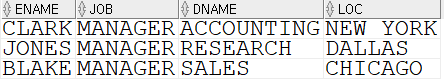 ENAME JOB DNAME LOC
CLARK MANAGER ACCOUNTING NEW YORK
JONES MANAGER RESEARCH DALLAS
BLAKE MANAGER SALES CHICAGO